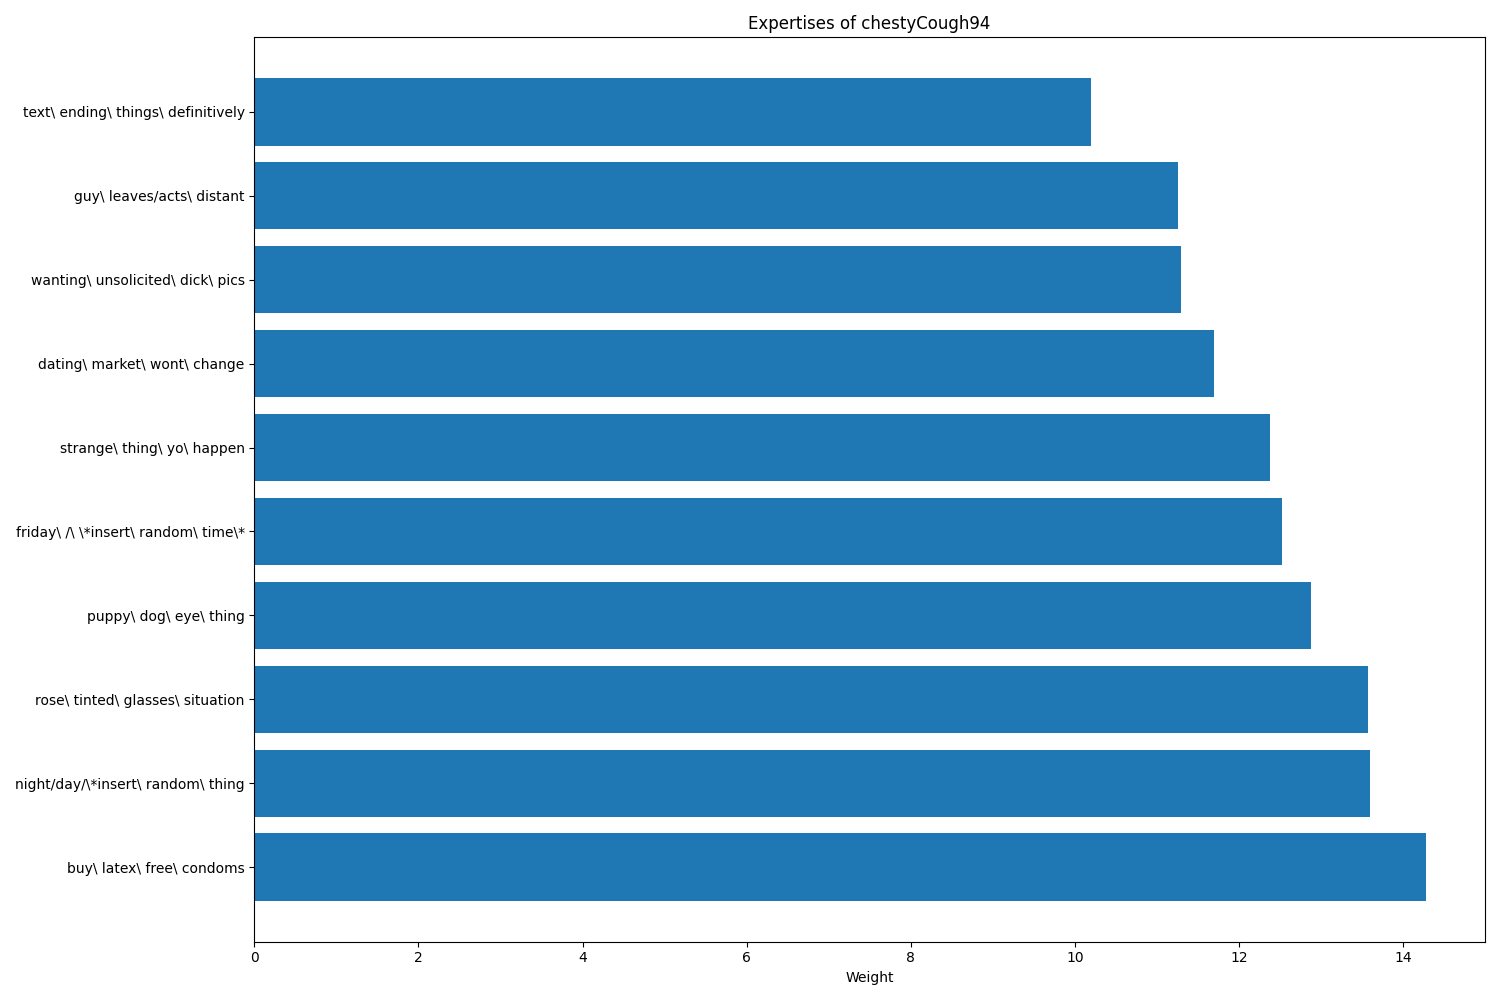 Expertises of chestyCough94
text\ ending\ things\ definitively
guy\ leaves/acts\ distant
wanting\ unsolicited\ dick\ pics
dating\ market\ wont\ change
strange\ thing\ yo\ happen
friday\ /\ \*insert\ random\ time\*
puppy\ dog\ eye\ thing
rose\ tinted\ glasses\ situation
night/day/\*insert\ random\ thing
buy\ latex\ free\ condoms
0 2 4 6 8 10 12 14
Weight